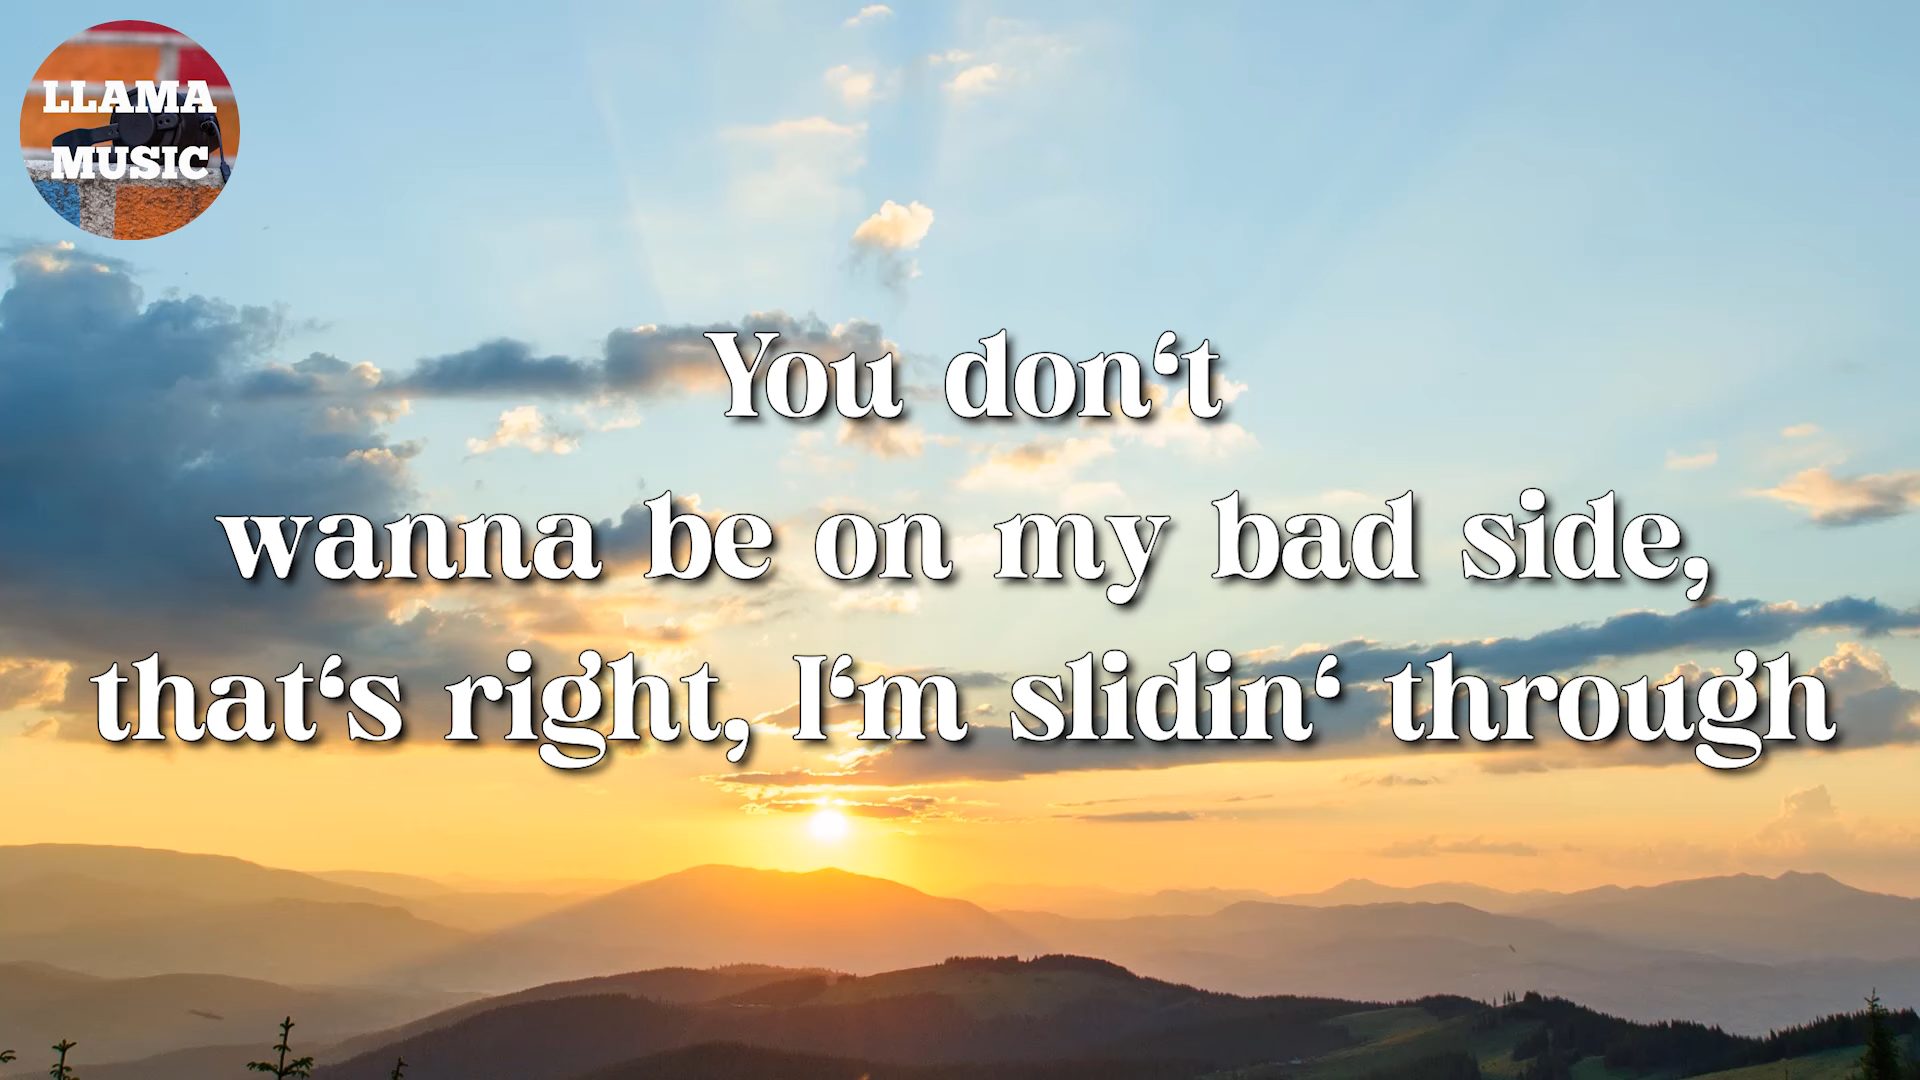 LLAMA
MUSIC
You don‘t
wanna be on my bad side,
that‘s right, I‘m slidin‘ through